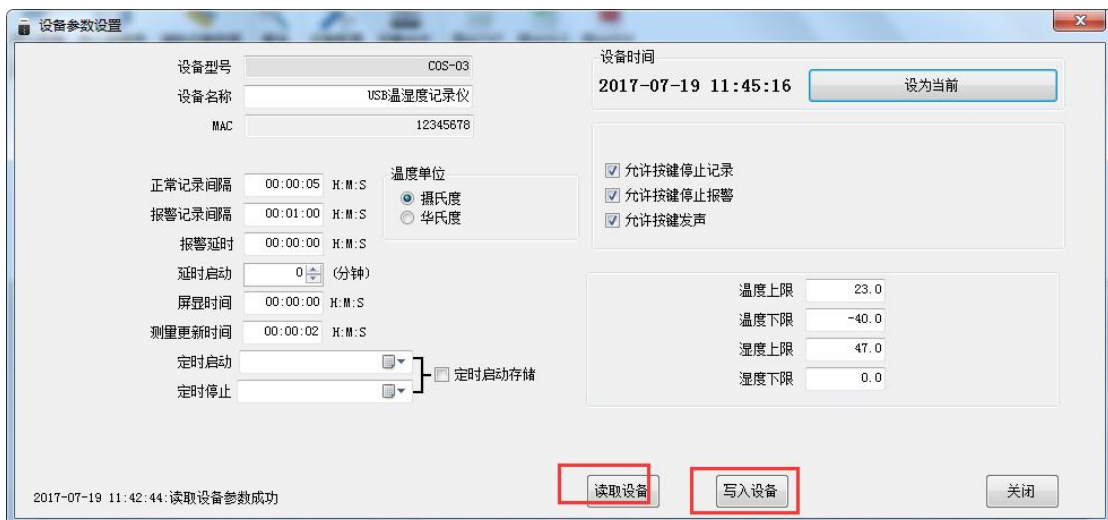 设备参数设置
设备型号 COS-03
设备名称 USB温湿度记录仪
MAC 12345678
正常记录间隔 00:00:05 H:M:S
报警记录间隔 00:01:00 H:M:S
报警延时 00:00:00 H:M:S
延时启动 0 (分钟)
屏显时间 00:00:00 H:M:S
测量更新时间 00:00:02 H:M:S
定时启动
定时停止
定时启动存储
温度单位
摄氏度
华氏度
设备时间
2017-07-19 11:45:16 设为当前
允许按键停止记录
允许按键停止报警
允许按键发声
温度上限 23.0
温度下限 -40.0
湿度上限 47.0
湿度下限 0.0
2017-07-19 11:42:44:读取设备参数成功
读取设备 写入设备 关闭